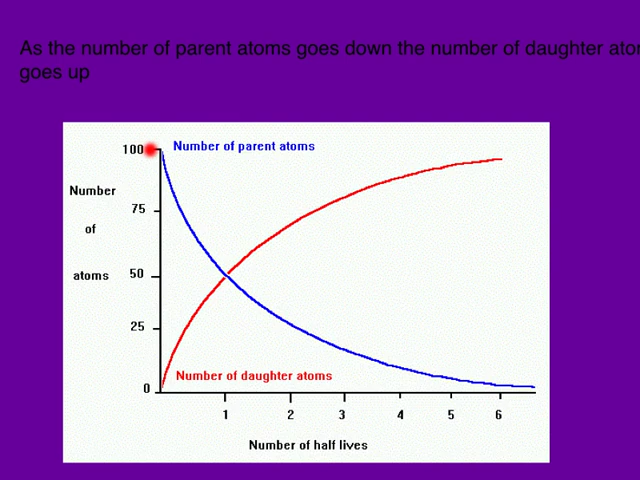 As the number of parent atoms goes down the number of daughter
goes up
100
Number of parent atoms
Number
75
of
atoms
50
25
Number of daughter atoms
0
1 2 3 4 5 6
Number of half lives